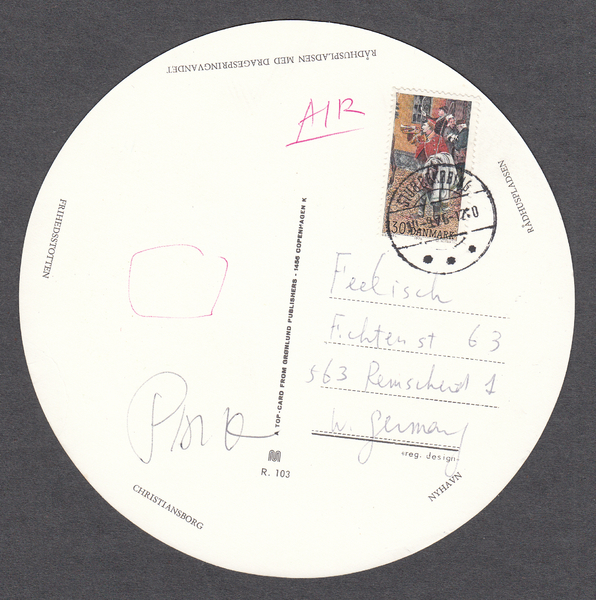 RÅDHUSPLADSEN MED DRAGESPRINGVANDET
AIR
RÅDHUSPLADSEN
30
DANMARK
FRIHEDSSTØTTEN
A TOP-CARD FROM GRØNLUND PUBLISHERS - 1456 COPENHAGEN K
Feelisch
Fichtenst 63
563 Remscheid 1
W. Germany
«reg. design»
R. 103
NYHAVN
CHRISTIANSBORG